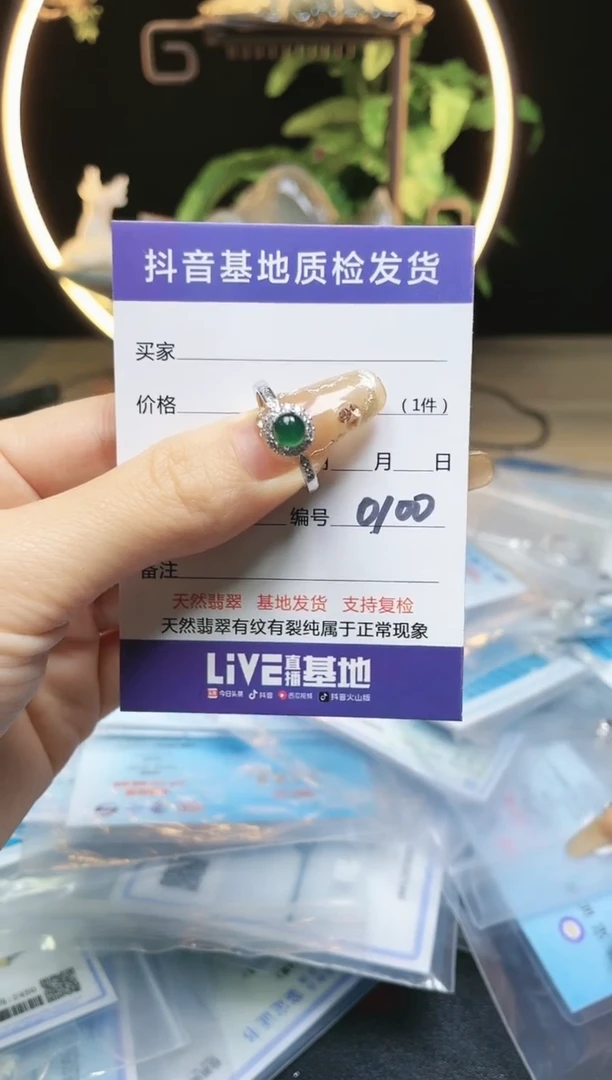 抖音基地质检发货
买家
价格 （1件）
月 日
编号 0100
备注
天然翡翠 基地发货 支持复检
天然翡翠有纹有裂纯属于正常现象
LiVE直播基地
今日头条 抖音 西瓜视频 抖音火山版